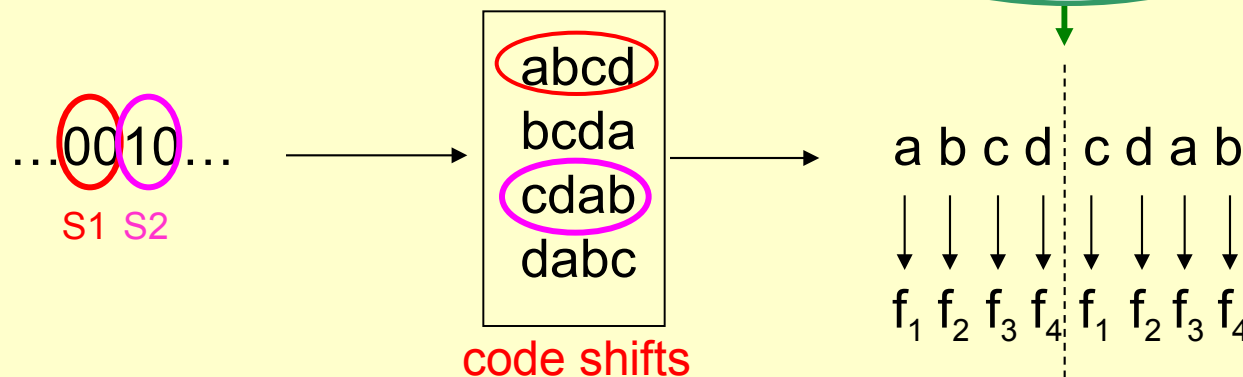 …0010…
S1 S2
abcd
bcda
cdab
dabc
code shifts
a b c d c d a b
f1 f2 f3 f4 f1 f2 f3 f4